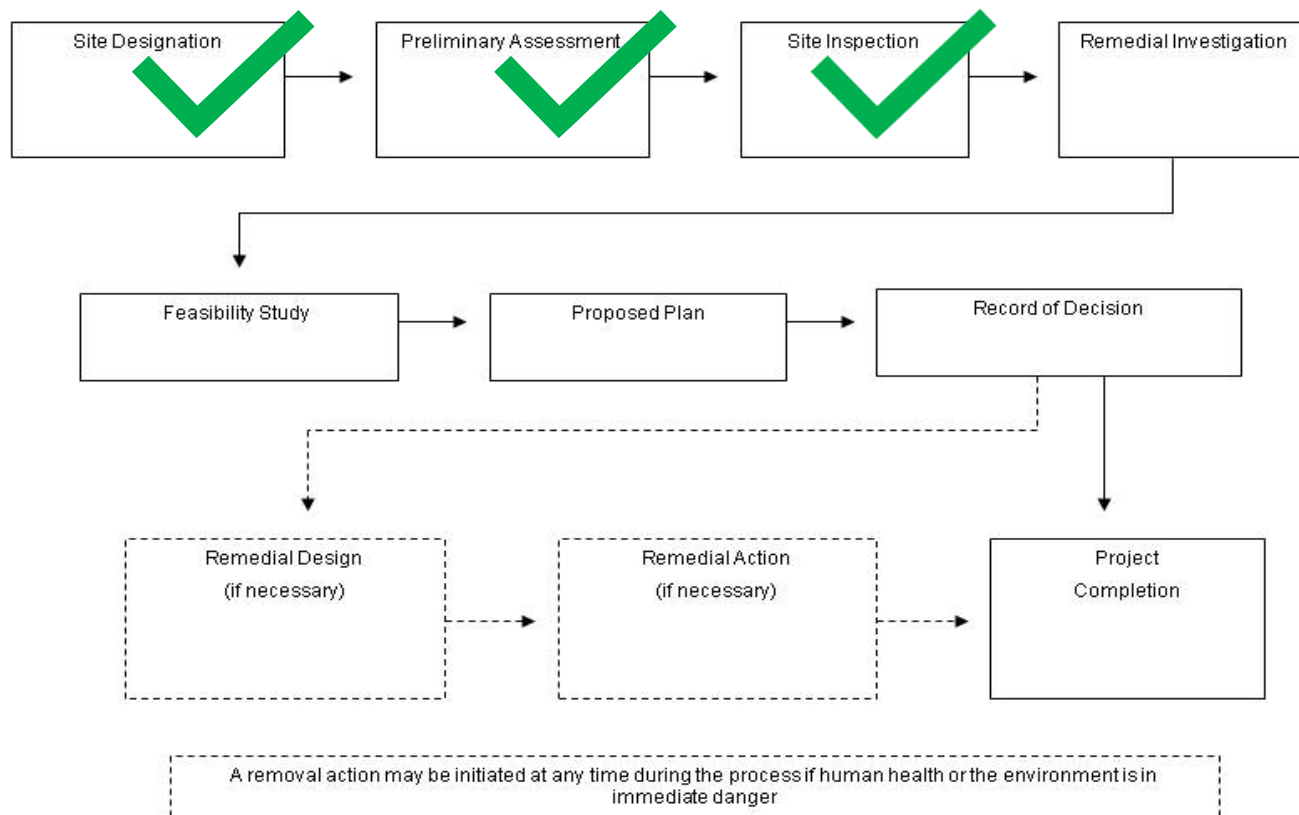 Site Designation
Preliminary Assessment
Site Inspection
Remedial Investigation
Feasibility Study
Proposed Plan
Record of Decision
Remedial Design
(if necessary)
Remedial Action
(if necessary)
Project
Completion
A removal action may be initiated at any time during the process if human health or the environment is in
immediate danger